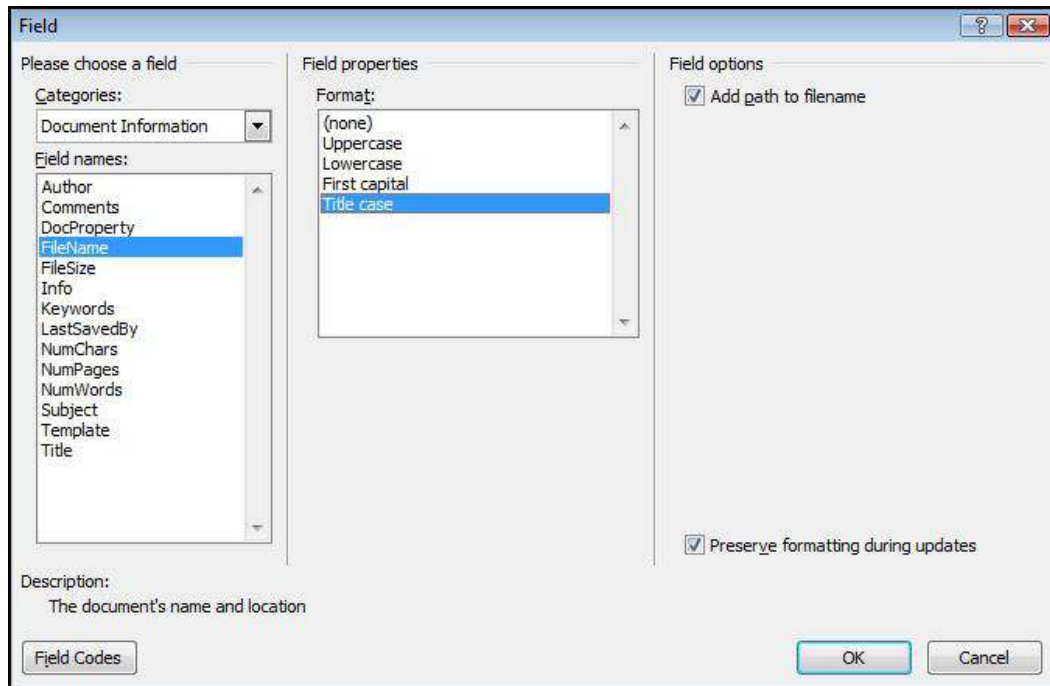 Field
Please choose a field
Categories:
Document Information
Field names:
Author
Comments
DocProperty
FileName
FileSize
Info
Keywords
LastSavedBy
NumChars
NumPages
NumWords
Subject
Template
Title
Field properties
Format:
(none)
Uppercase
Lowercase
First capital
Title case
Field options
Add path to filename
Preserve formatting during updates
Description:
The document's name and location
Field Codes
OK
Cancel